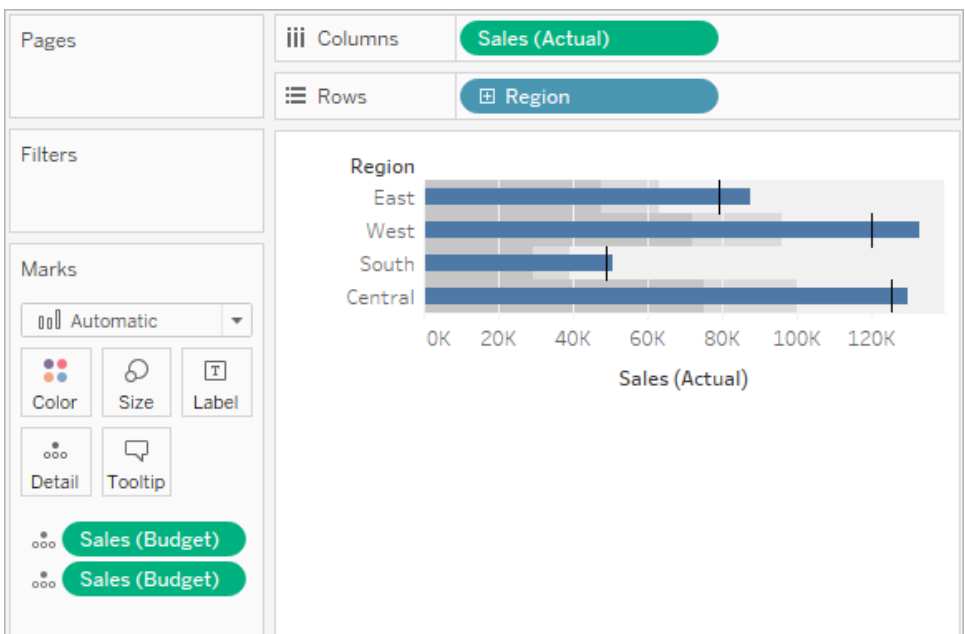 Pages
Columns
Sales (Actual)
Rows
Region
Filters
Marks
Automatic
Color
Size
T
Label
Detail
Tooltip
Sales (Budget)
Sales (Budget)
Region
East
West
South
Central
0K 20K 40K 60K 80K 100K 120K
Sales (Actual)